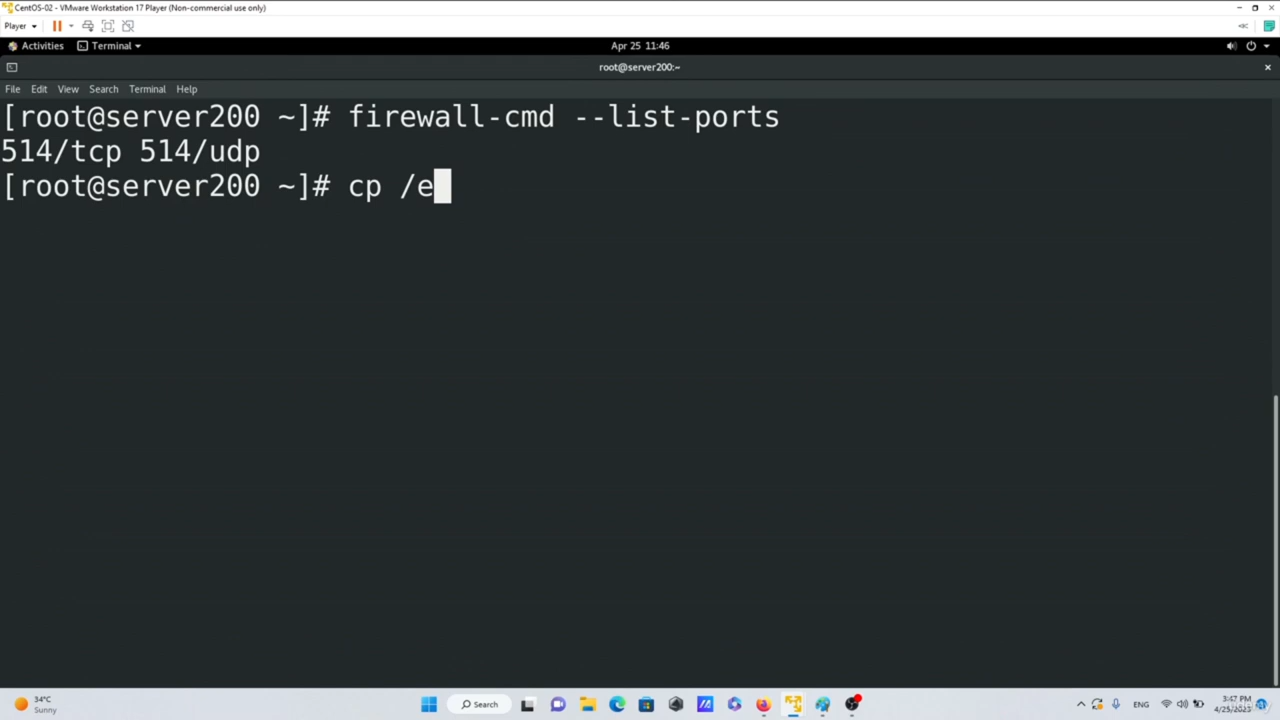 CentOS-02 - VMware Workstation 17 Player (Non-commercial use only)
Player
Activities Terminal Apr 25 11:46
root@server200:~
File Edit View Search Terminal Help
[root@server200 ~]# firewall-cmd --list-ports
514/tcp 514/udp
[root@server200 ~]# cp /e
34°C
Sunny
Search
ENG
3:47 PM
4/25/2023